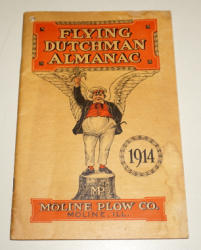 FLYING
DUTCHMAN
ALMANAC
1914
MP
MOLINE PLOW CO.
MOLINE, ILL.